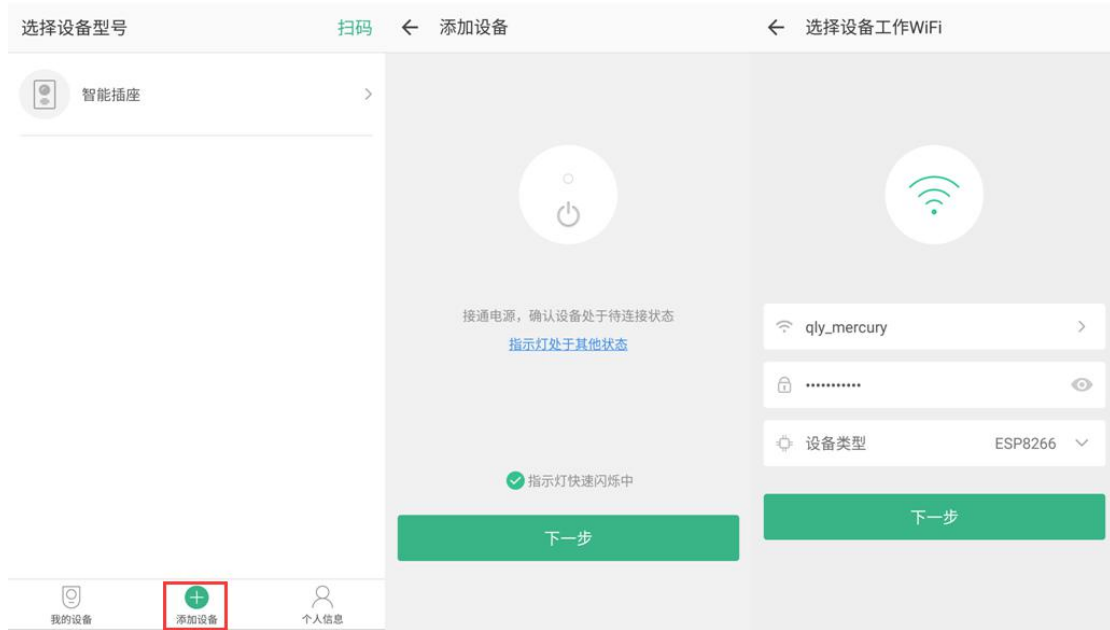 选择设备型号
扫码
智能插座
我的设备
添加设备
个人信息
添加设备
接通电源，确认设备处于待连接状态
指示灯处于其他状态
指示灯快速闪烁中
下一步
选择设备工作WiFi
qly_mercury
•••••••••••
设备类型
ESP8266
下一步